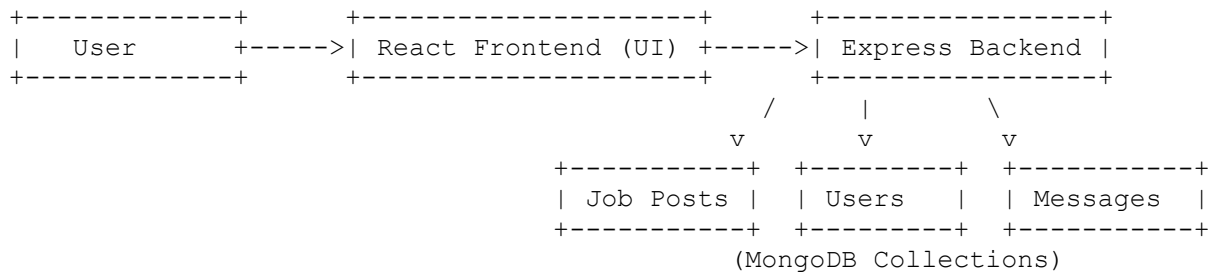 User React Frontend (UI) Express Backend
Job Posts Users Messages
(MongoDB Collections)